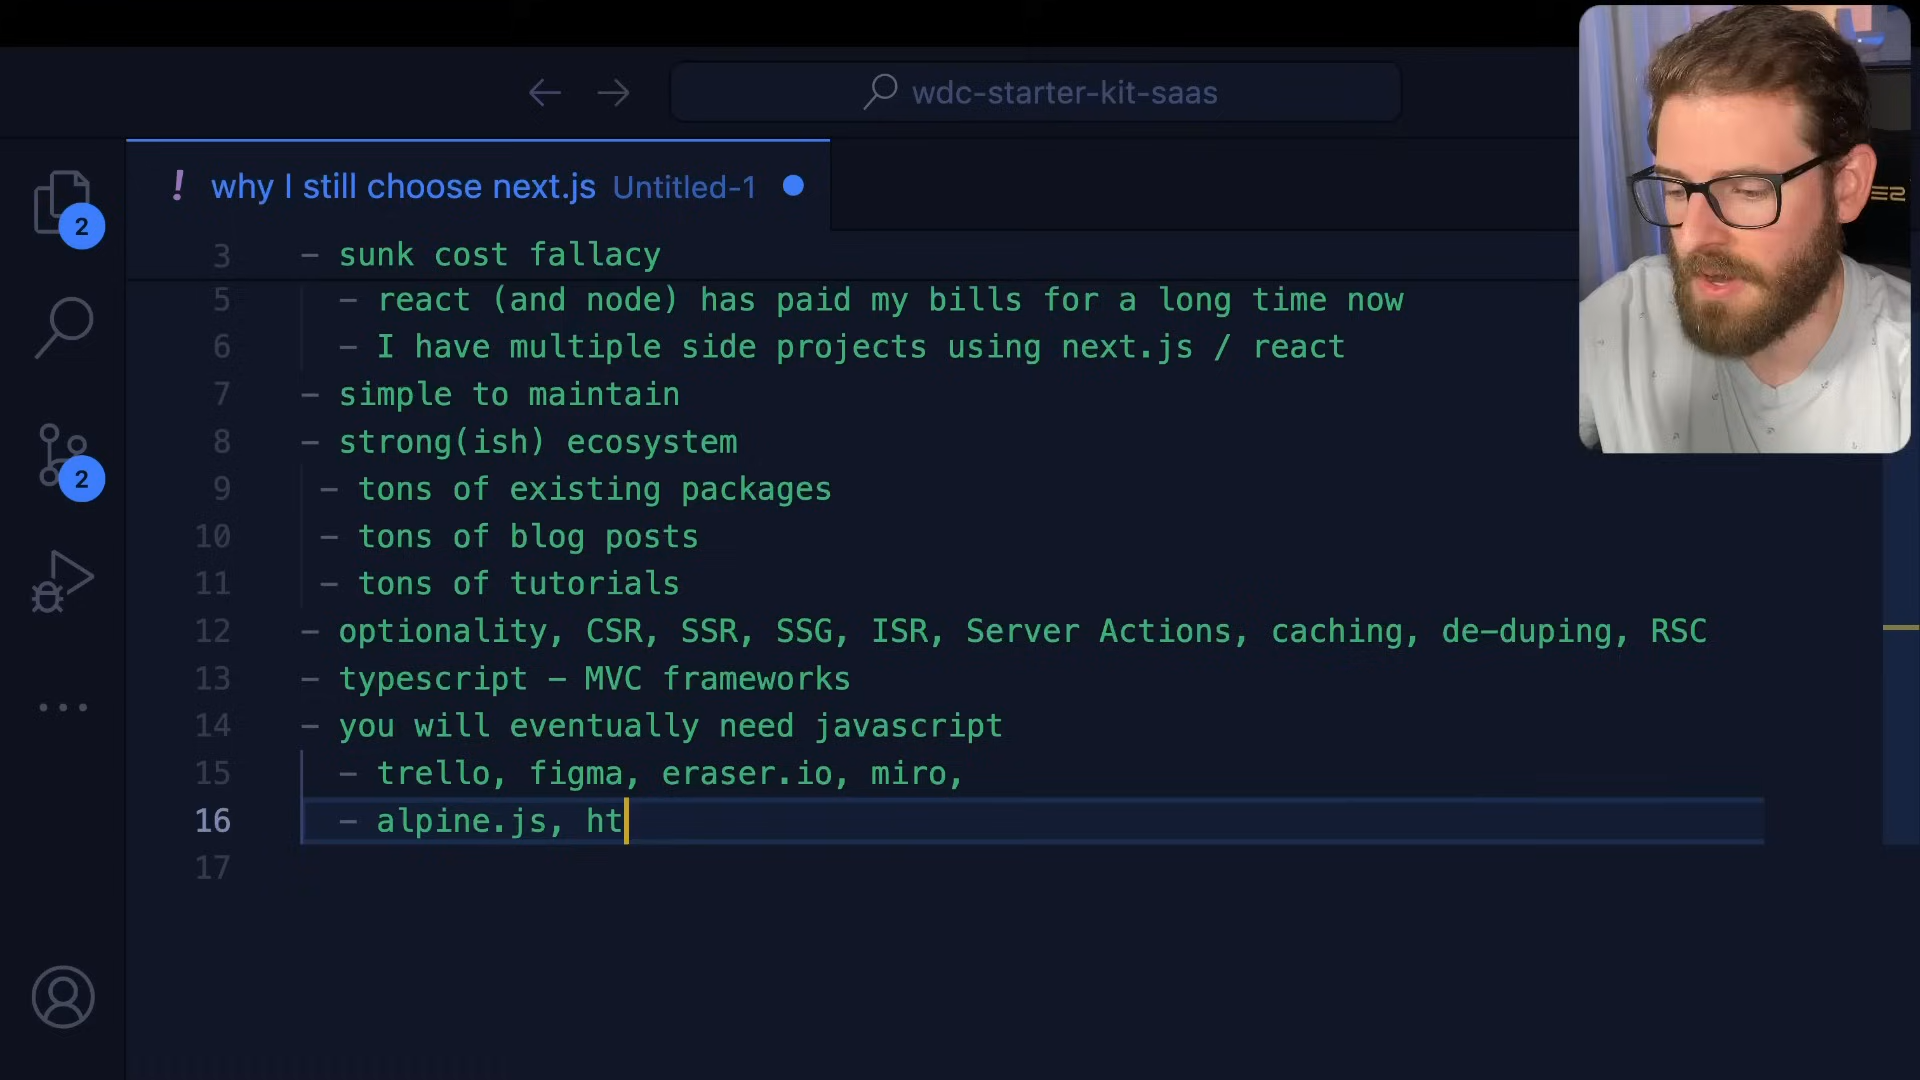 wdc-starter-kit-saas
! why I still choose next.js Untitled-1
2
2
3 - sunk cost fallacy
5 - react (and node) has paid my bills for a long time now
6 - I have multiple side projects using next.js / react
7 - simple to maintain
8 - strong(ish) ecosystem
9 - tons of existing packages
10 - tons of blog posts
11 - tons of tutorials
12 - optionality, CSR, SSR, SSG, ISR, Server Actions, caching, de-duping, RSC
13 - typescript - MVC frameworks
14 - you will eventually need javascript
15 - trello, figma, eraser.io, miro,
16 - alpine.js, ht
17